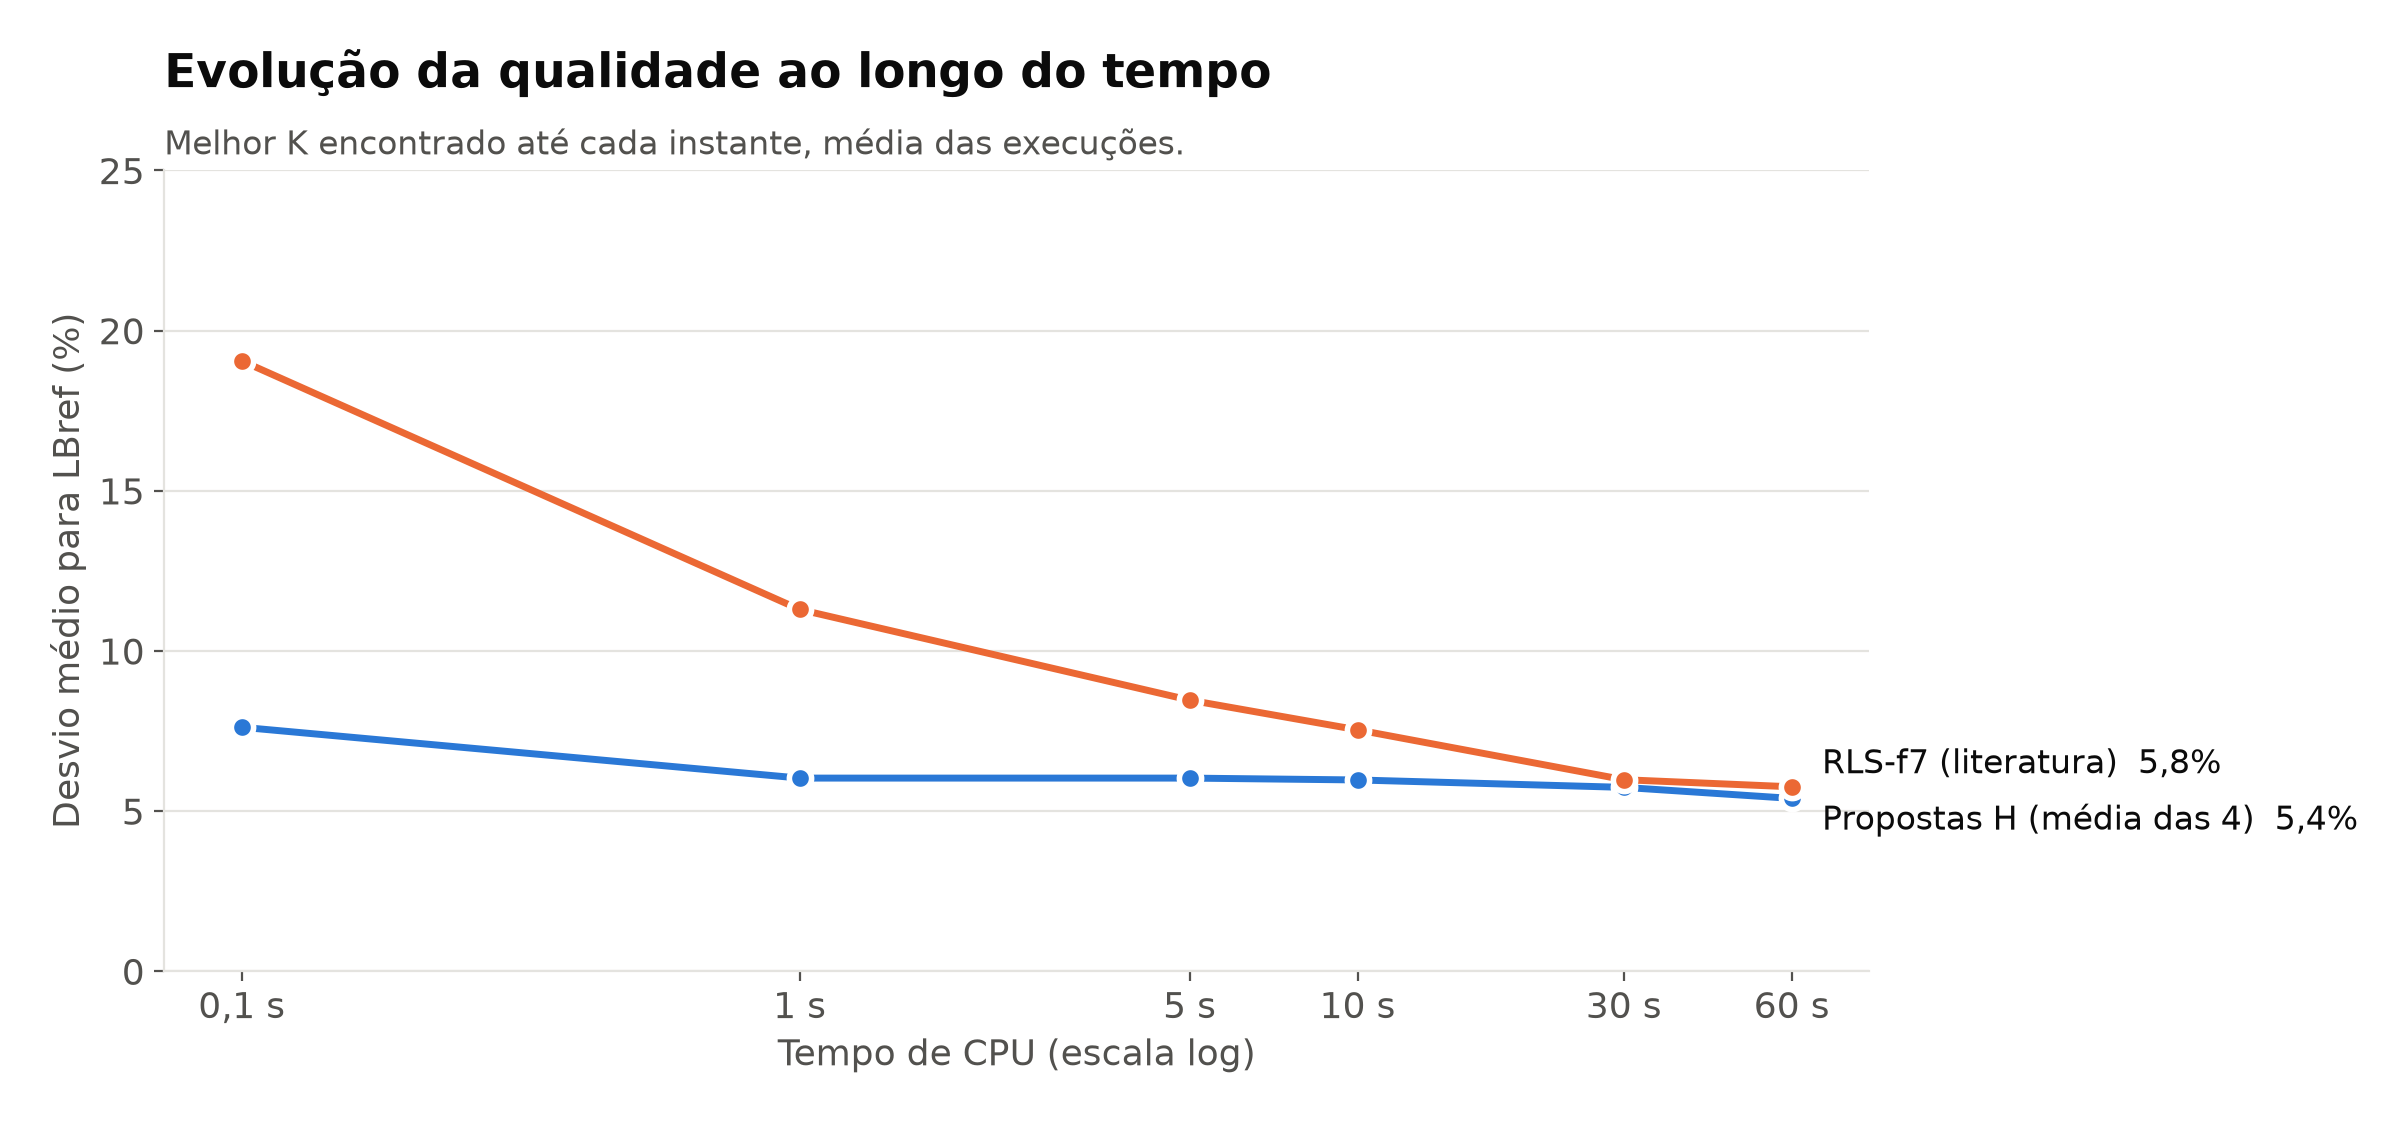 Evolução da qualidade ao longo do tempo
Melhor K encontrado até cada instante, média das execuções.
Desvio médio para LBref (%)
25
20
15
10
5
0
RLS-f7 (literatura)  5,8%
Propostas H (média das 4)  5,4%
0,1 s
1 s
5 s
10 s
30 s
60 s
Tempo de CPU (escala log)